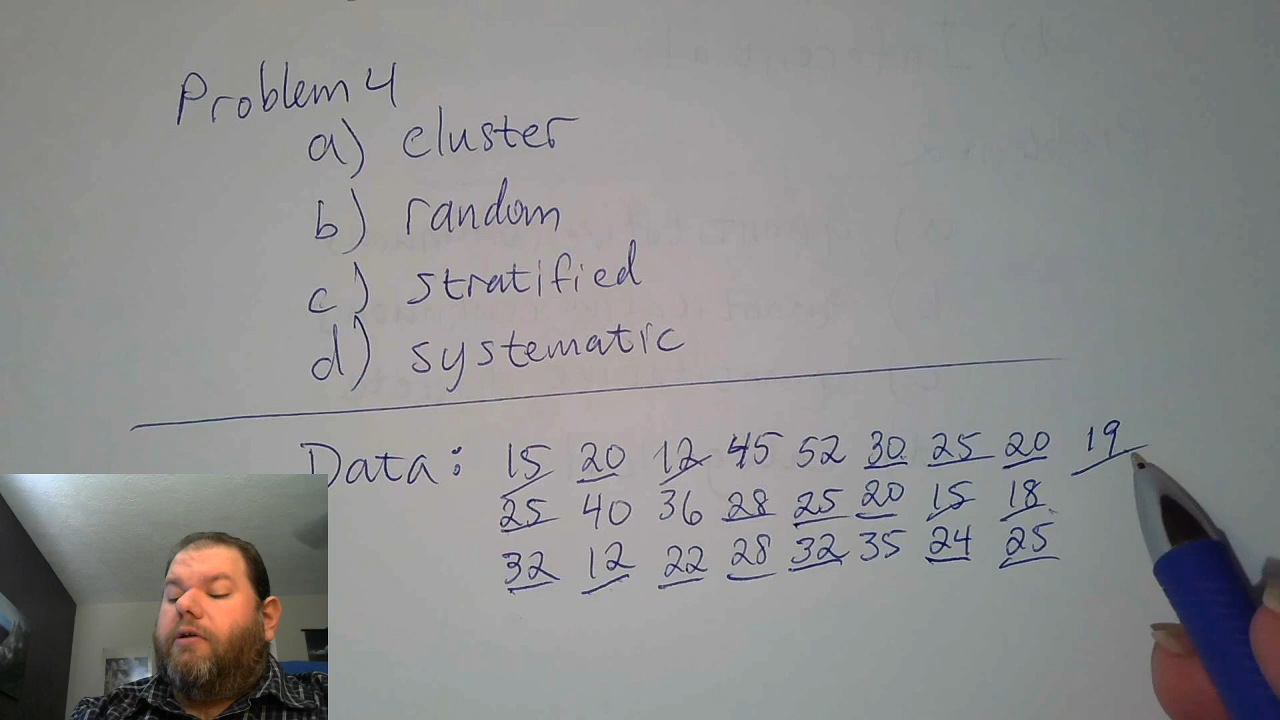 Problem 4
a) cluster
b) random
c) stratified
d) systematic
Data: 15 20 12 45 52 30 25 20 19
25 40 36 28 25 20 15 18
32 12 22 28 32 35 24 25